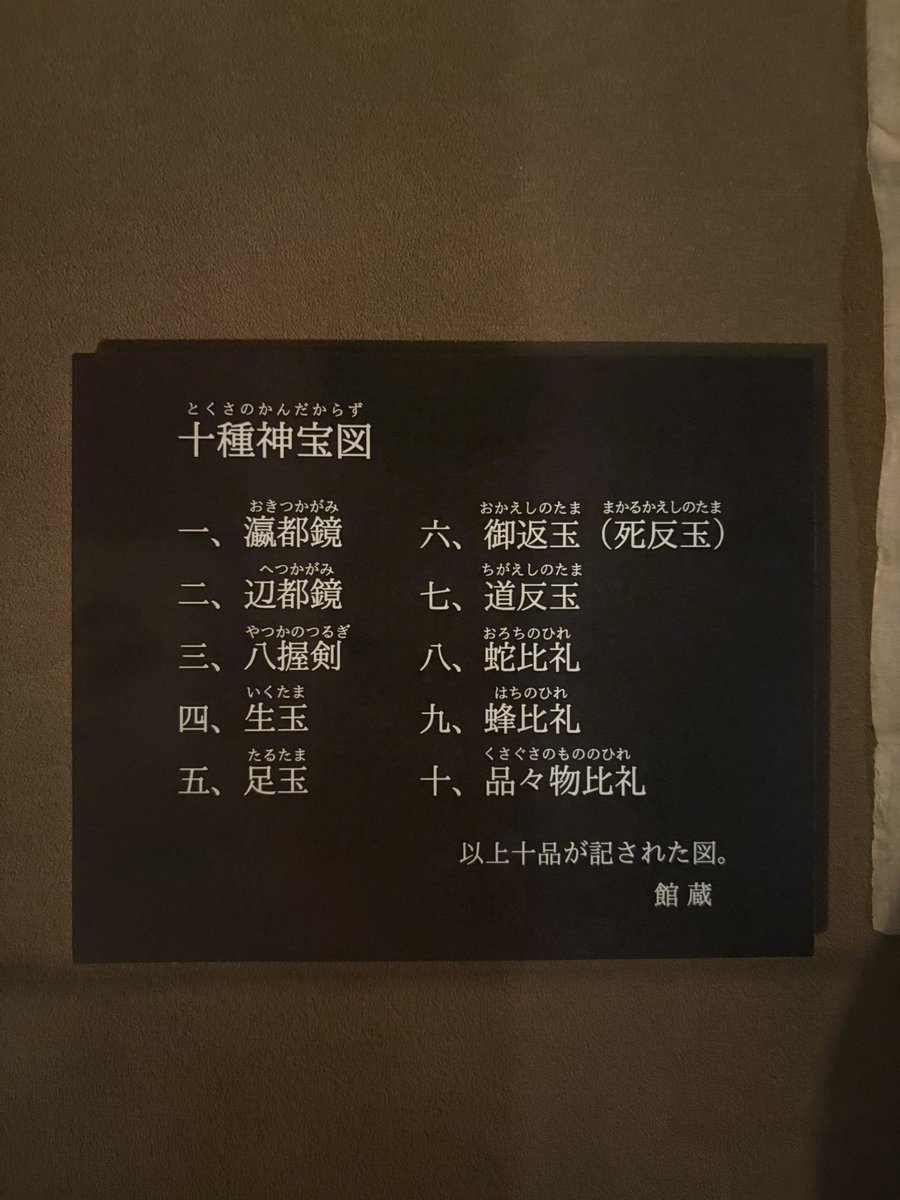 とくさのかんだからず
十種神宝図
おきつかがみ
一、瀛都鏡
へつかがみ
二、辺都鏡
やつかのつるぎ
三、八握剣
いくたま
四、生玉
たるたま
五、足玉
おかえしのたま まかるかえしのたま
六、御返玉（死反玉）
ちがえしのたま
七、道反玉
おろちのひれ
八、蛇比礼
はちのひれ
九、蜂比礼
くさぐさのもののひれ
十、品々物比礼
以上十品が記された図。
館蔵